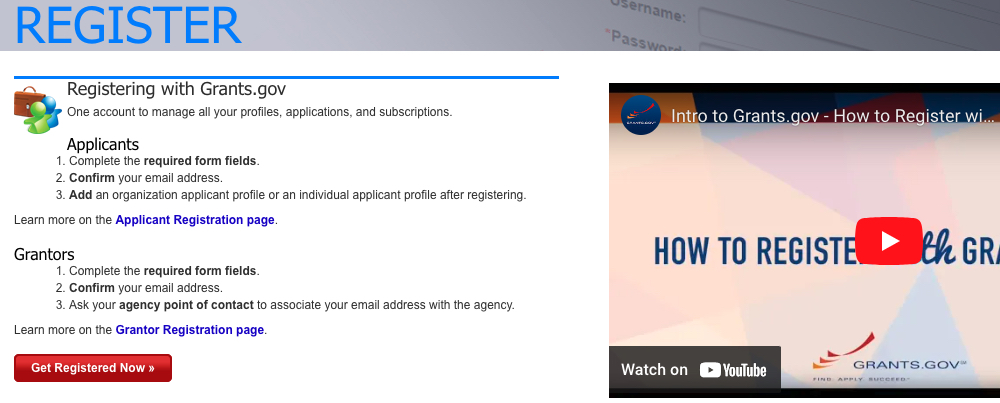 REGISTER
Username:
*Password
Registering with Grants.gov
One account to manage all your profiles, applications, and subscriptions.
Applicants
1. Complete the required form fields.
2. Confirm your email address.
3. Add an organization applicant profile or an individual applicant profile after registering.
Learn more on the Applicant Registration page.
Grantors
1. Complete the required form fields.
2. Confirm your email address.
3. Ask your agency point of contact to associate your email address with the agency.
Learn more on the Grantor Registration page.
Get Registered Now »
GRANTS.GOV
Intro to Grants.gov - How to Register wi...
HOW TO REGISTER with GRA
GRANTS.GOV℠
FIND. APPLY. SUCCEED.℠
Watch on YouTube